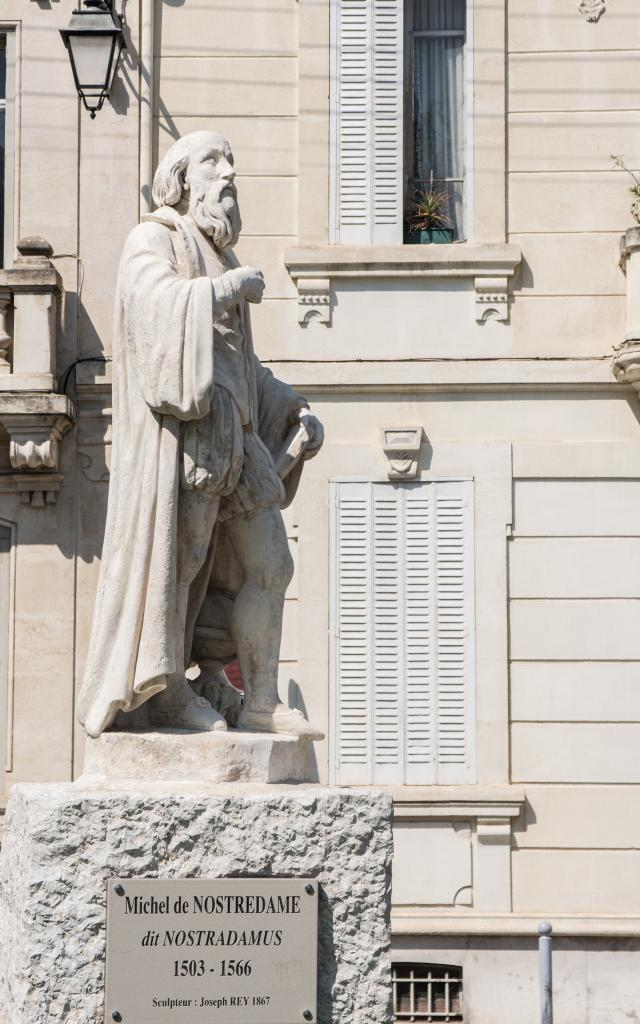 Michel de NOSTREDAME
dit NOSTRADAMUS
1503 - 1566
Sculpteur : Joseph REY 1867